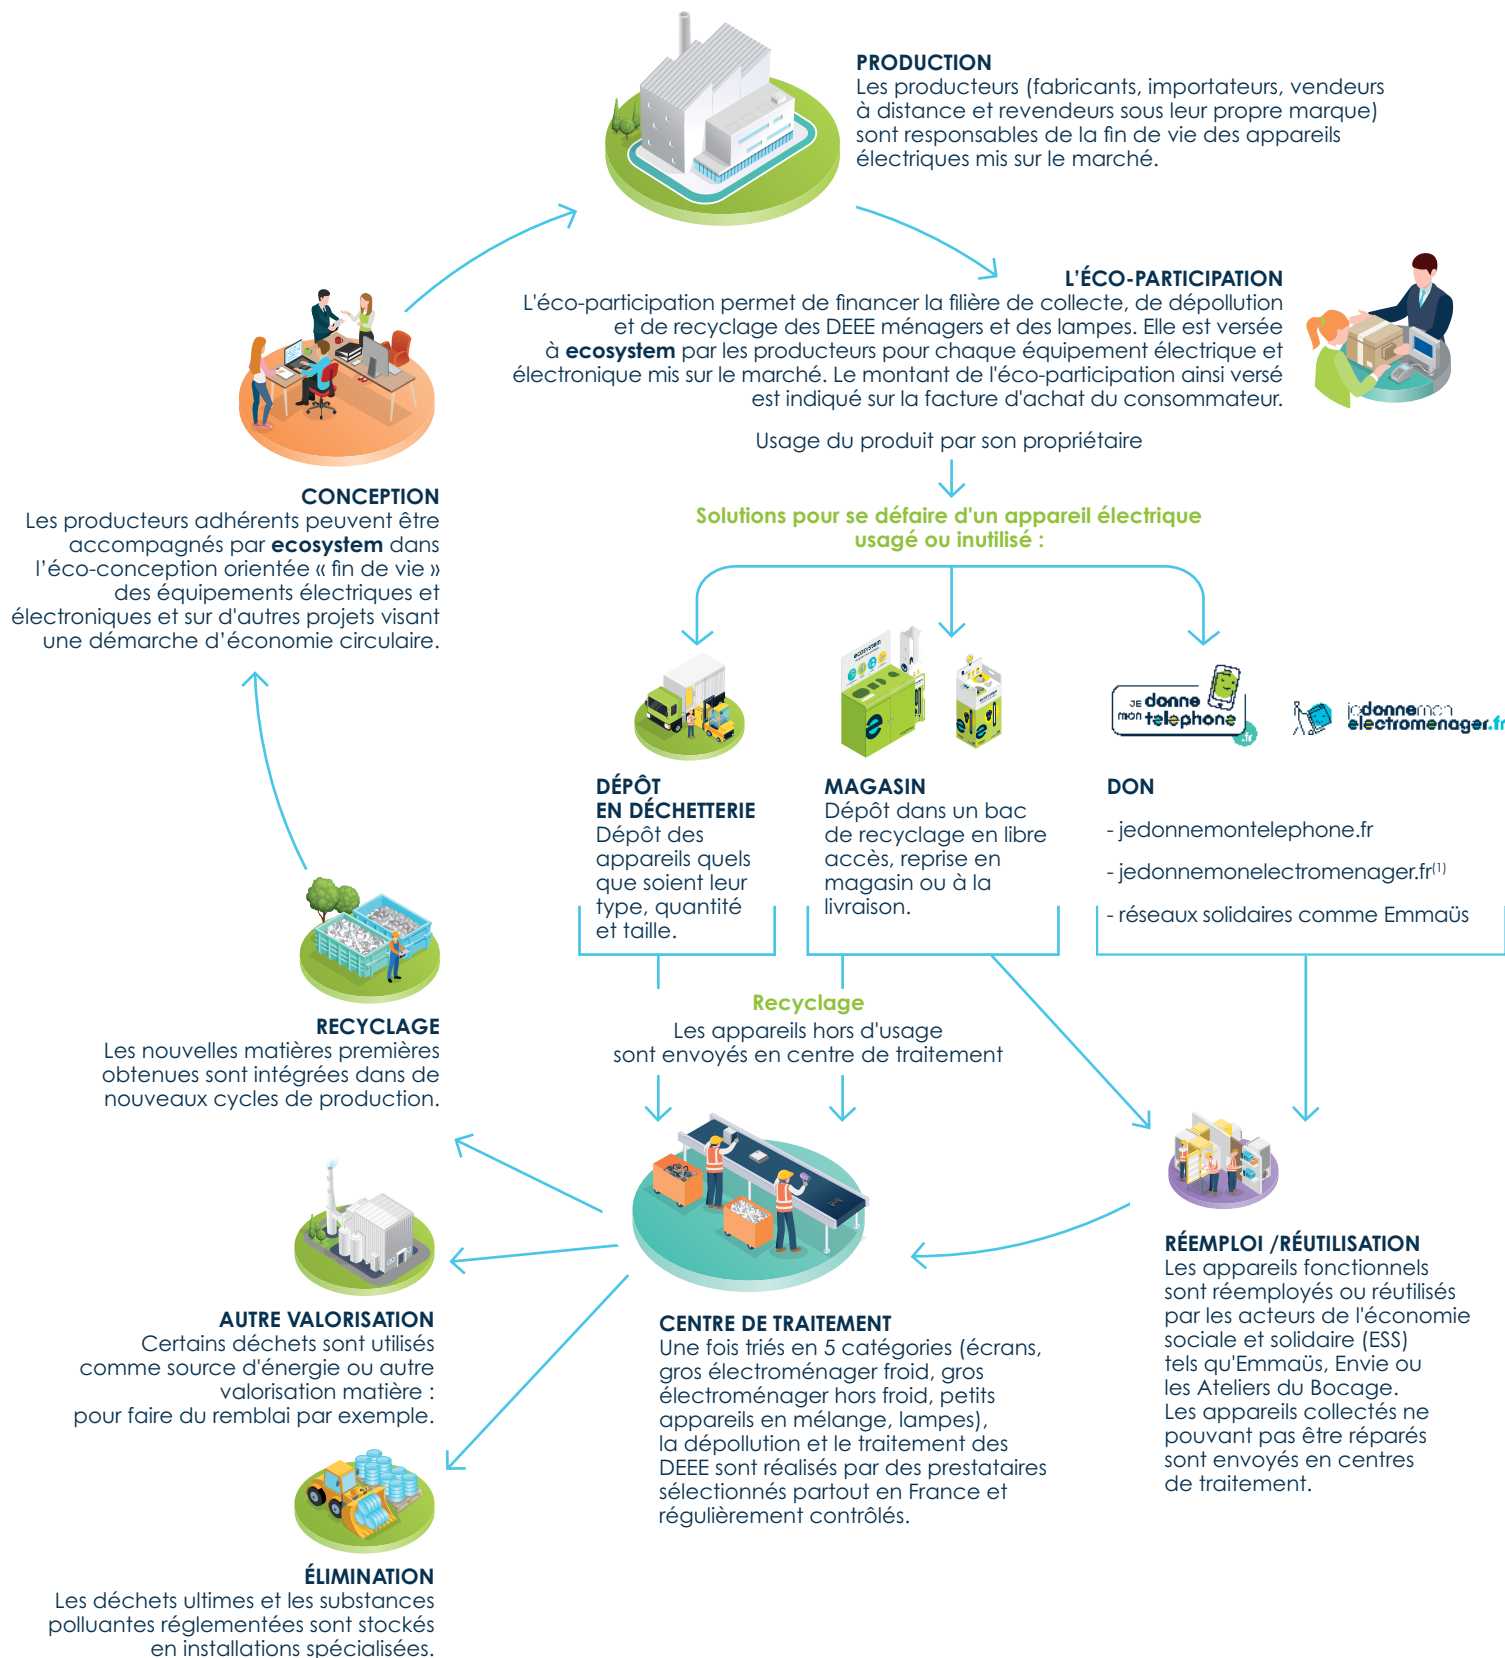 PRODUCTION
Les producteurs (fabricants, importateurs, vendeurs
à distance et revendeurs sous leur propre marque)
sont responsables de la fin de vie des appareils
électriques mis sur le marché.
L'ÉCO-PARTICIPATION
L'éco-participation permet de financer la filière de collecte, de dépollution
et de recyclage des DEEE ménagers et des lampes. Elle est versée
à ecosystem par les producteurs pour chaque équipement électrique et
électronique mis sur le marché. Le montant de l'éco-participation ainsi versé
est indiqué sur la facture d'achat du consommateur.
Usage du produit par son propriétaire
Solutions pour se défaire d'un appareil électrique
usagé ou inutilisé :
CONCEPTION
Les producteurs adhérents peuvent être
accompagnés par ecosystem dans
l'éco-conception orientée « fin de vie »
des équipements électriques et
électroniques et sur d'autres projets visant
une démarche d'économie circulaire.
ecosystem
JE donne
mon telephone
.fr
jedonnemon
electromenager.fr
DÉPÔT
EN DÉCHETTERIE
Dépôt des
appareils quels
que soient leur
type, quantité
et taille.
MAGASIN
Dépôt dans un bac
de recyclage en libre
accès, reprise en
magasin ou à la
livraison.
DON
- jedonnemontelephone.fr
- jedonnemonelectromenager.fr(1)
- réseaux solidaires comme Emmaüs
Recyclage
Les appareils hors d'usage
sont envoyés en centre de traitement
RECYCLAGE
Les nouvelles matières premières
obtenues sont intégrées dans de
nouveaux cycles de production.
AUTRE VALORISATION
Certains déchets sont utilisés
comme source d'énergie ou autre
valorisation matière :
pour faire du remblai par exemple.
CENTRE DE TRAITEMENT
Une fois triés en 5 catégories (écrans,
gros électroménager froid, gros
électroménager hors froid, petits
appareils en mélange, lampes),
la dépollution et le traitement des
DEEE sont réalisés par des prestataires
sélectionnés partout en France et
régulièrement contrôlés.
RÉEMPLOI /RÉUTILISATION
Les appareils fonctionnels
sont réemployés ou réutilisés
par les acteurs de l'économie
sociale et solidaire (ESS)
tels qu'Emmaüs, Envie ou
les Ateliers du Bocage.
Les appareils collectés ne
pouvant pas être réparés
sont envoyés en centres
de traitement.
ÉLIMINATION
Les déchets ultimes et les substances
polluantes réglementées sont stockés
en installations spécialisées.